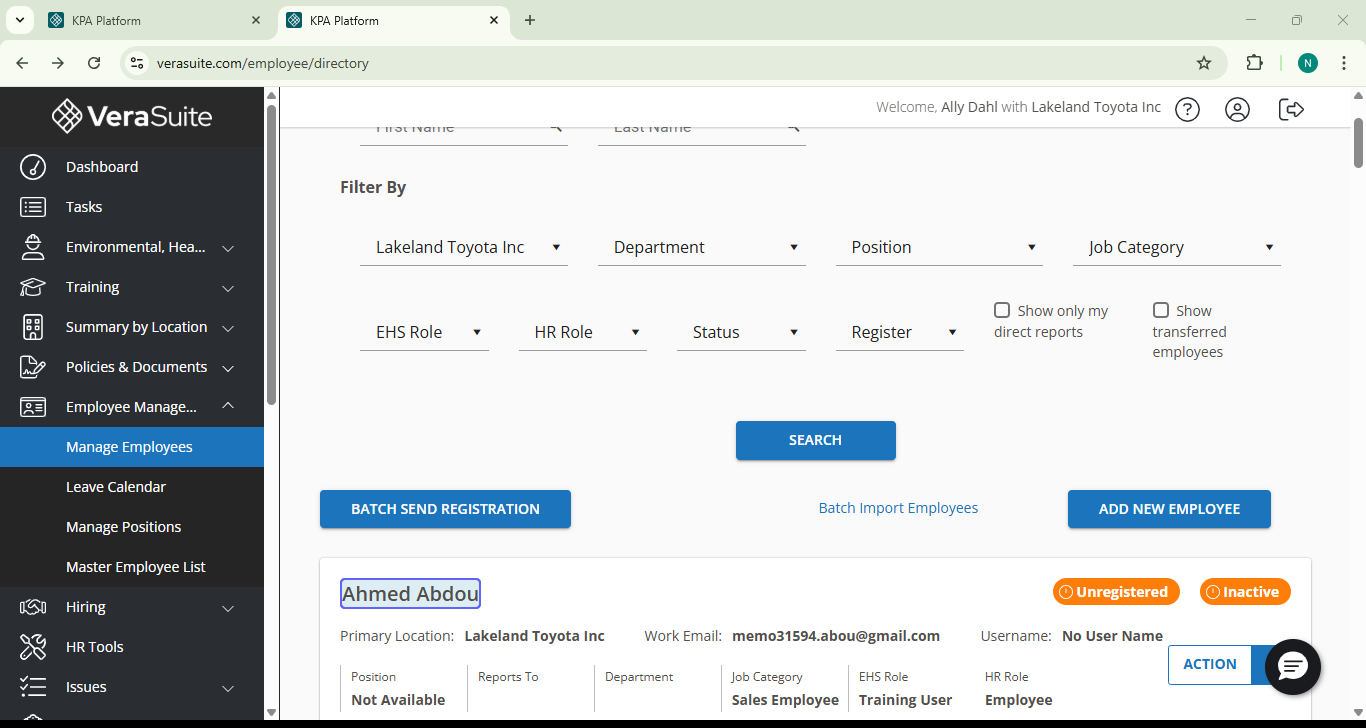 KPA Platform
KPA Platform
verasuite.com/employee/directory
N
VeraSuite
Welcome, Ally Dahl with Lakeland Toyota Inc
Dashboard
Tasks
Environmental, Hea...
Training
Summary by Location
Policies & Documents
Employee Manage...
Manage Employees
Leave Calendar
Manage Positions
Master Employee List
Hiring
HR Tools
Issues
First Name
Last Name
Filter By
Lakeland Toyota Inc
Department
Position
Job Category
EHS Role
HR Role
Status
Register
Show only my
direct reports
Show
transferred
employees
SEARCH
BATCH SEND REGISTRATION
Batch Import Employees
ADD NEW EMPLOYEE
Ahmed Abdou
Unregistered
Inactive
Primary Location: Lakeland Toyota Inc
Work Email: memo31594.abou@gmail.com
Username: No User Name
ACTION
Position
Not Available
Reports To
Department
Job Category
Sales Employee
EHS Role
Training User
HR Role
Employee